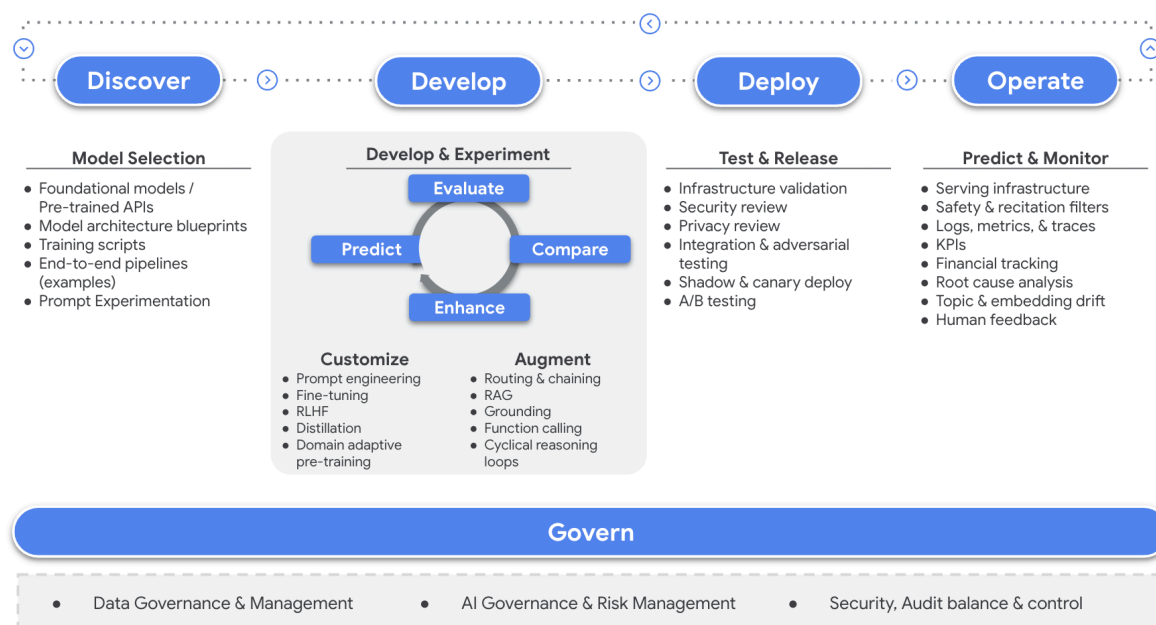 Discover
Develop
Deploy
Operate
Model Selection
● Foundational models /
Pre-trained APIs
● Model architecture blueprints
● Training scripts
● End-to-end pipelines
(examples)
● Prompt Experimentation
Develop & Experiment
Evaluate
Predict
Compare
Enhance
Customize
● Prompt engineering
● Fine-tuning
● RLHF
● Distillation
● Domain adaptive
pre-training
Augment
● Routing & chaining
● RAG
● Grounding
● Function calling
● Cyclical reasoning
loops
Test & Release
● Infrastructure validation
● Security review
● Privacy review
● Integration & adversarial
testing
● Shadow & canary deploy
● A/B testing
Predict & Monitor
● Serving infrastructure
● Safety & recitation filters
● Logs, metrics, & traces
● KPIs
● Financial tracking
● Root cause analysis
● Topic & embedding drift
● Human feedback
Govern
● Data Governance & Management
● AI Governance & Risk Management
● Security, Audit balance & control